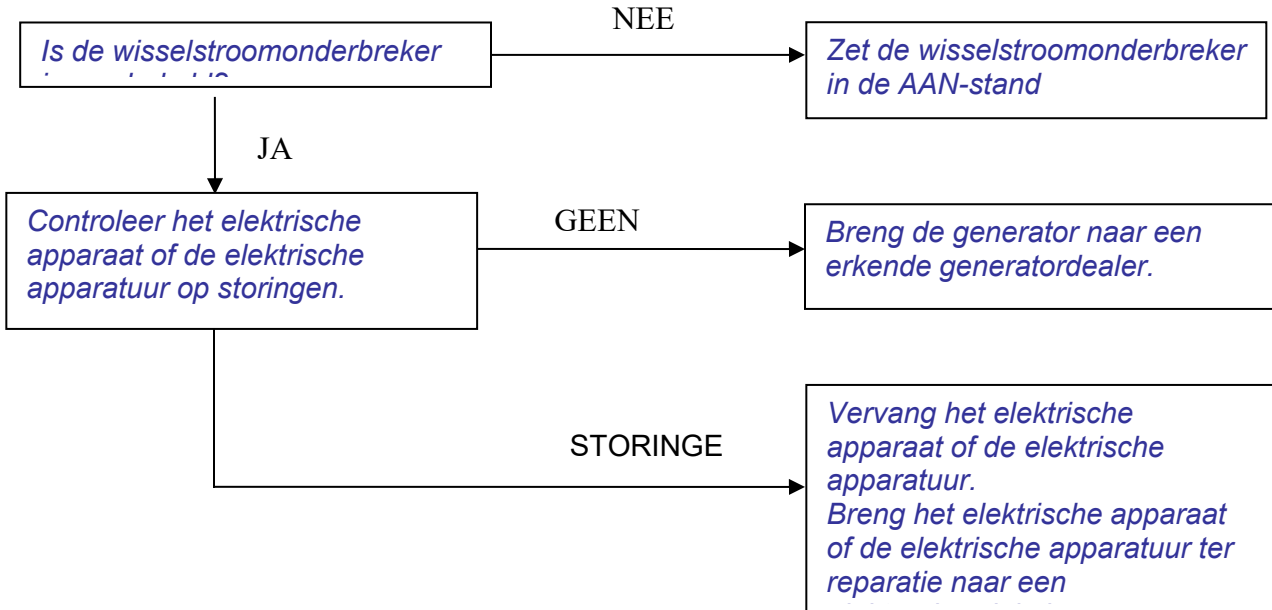 NEE
Is de wisselstroomonderbreker
Zet de wisselstroomonderbreker
in de AAN-stand
JA
Controleer het elektrische
apparaat of de elektrische
apparatuur op storingen.
GEEN
Breng de generator naar een
erkende generatordealer.
STORINGE
Vervang het elektrische
apparaat of de elektrische
apparatuur.
Breng het elektrische apparaat
of de elektrische apparatuur ter
reparatie naar een